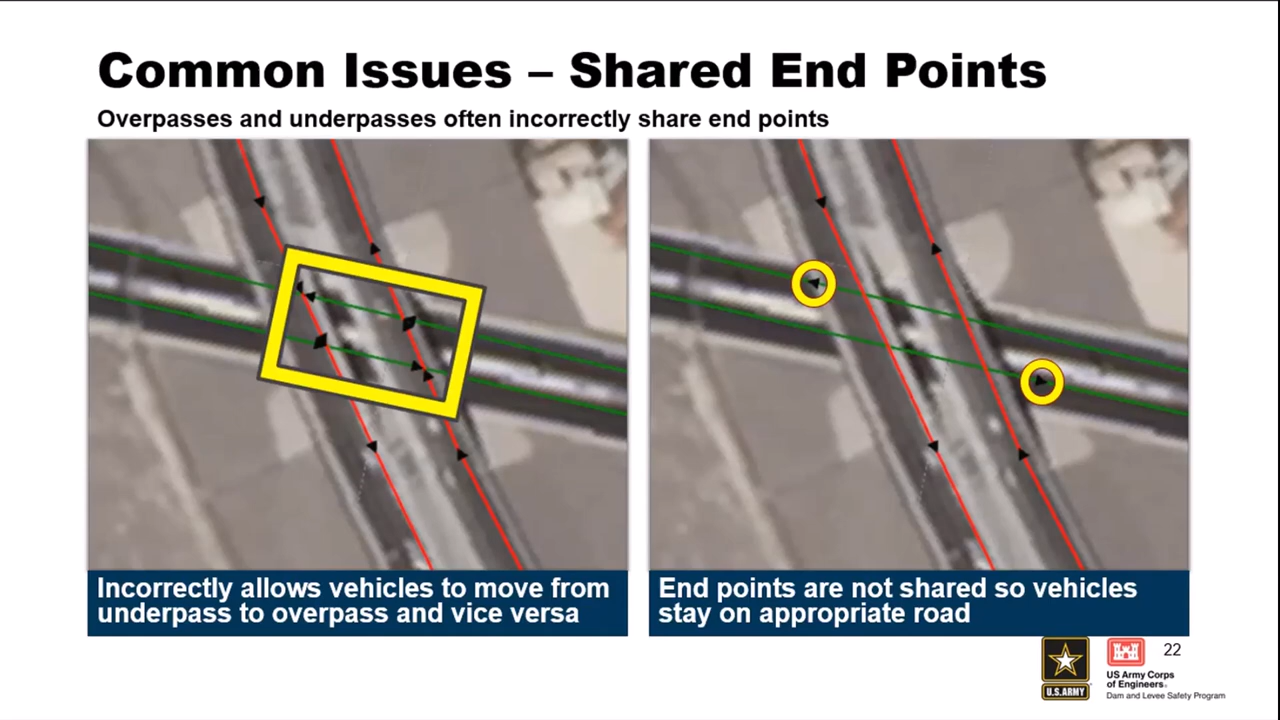 Common Issues – Shared End Points
Overpasses and underpasses often incorrectly share end points
Incorrectly allows vehicles to move from
underpass to overpass and vice versa
End points are not shared so vehicles
stay on appropriate road
22
U.S.ARMY
US Army Corps
of Engineers®
Dam and Levee Safety Program